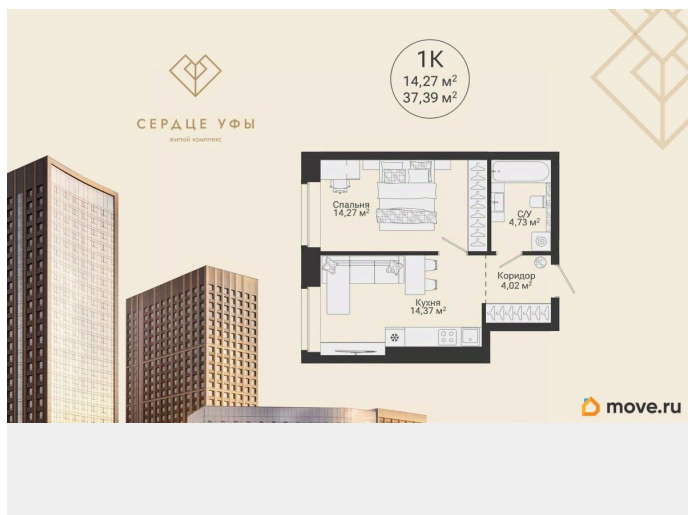 1К
14,27 м²
37,39 м²
СЕРДЦЕ УФЫ
жилой комплекс
Спальня
14,27 м²
С/У
4,73 м²
Коридор
4,02 м²
Кухня
14,37 м²
move.ru